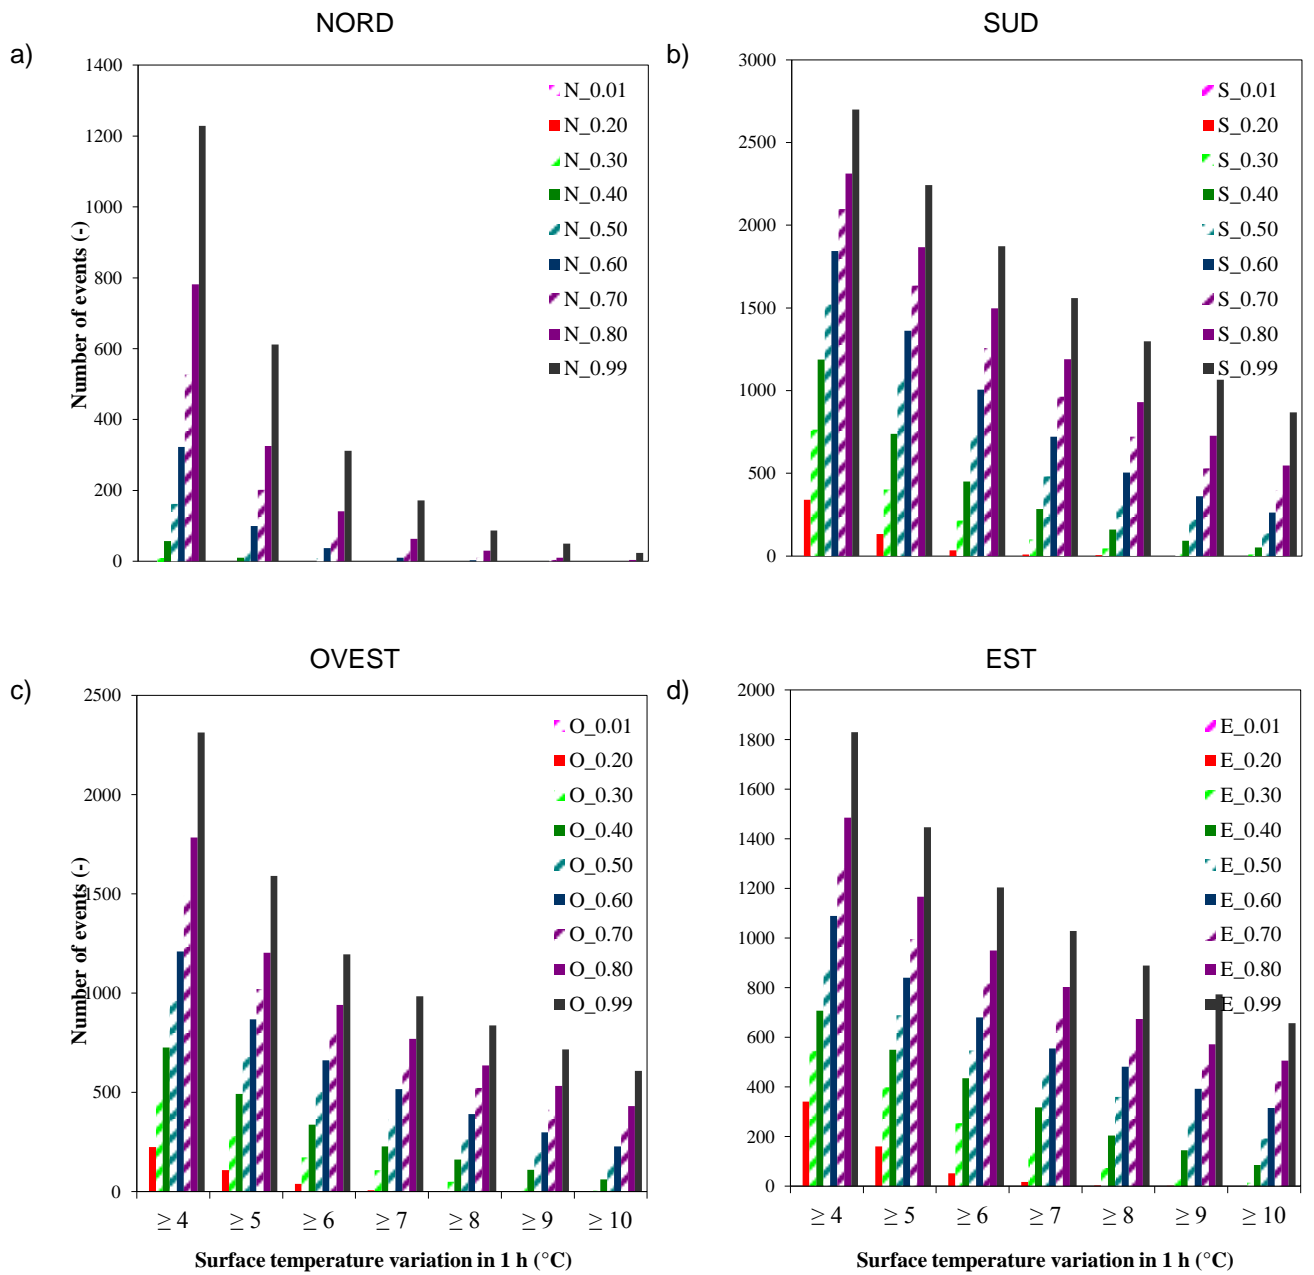 NORD
a)
1400
1200
1000
800
600
400
200
0
Number of events (-)
N_0.01
N_0.20
N_0.30
N_0.40
N_0.50
N_0.60
N_0.70
N_0.80
N_0.99
SUD
b)
3000
2500
2000
1500
1000
500
0
S_0.01
S_0.20
S_0.30
S_0.40
S_0.50
S_0.60
S_0.70
S_0.80
S_0.99
OVEST
c)
2500
2000
1500
1000
500
0
Number of events (-)
O_0.01
O_0.20
O_0.30
O_0.40
O_0.50
O_0.60
O_0.70
O_0.80
O_0.99
≥ 4 ≥ 5 ≥ 6 ≥ 7 ≥ 8 ≥ 9 ≥ 10
Surface temperature variation in 1 h (°C)
EST
d)
2000
1800
1600
1400
1200
1000
800
600
400
200
0
E_0.01
E_0.20
E_0.30
E_0.40
E_0.50
E_0.60
E_0.70
E_0.80
E_0.99
≥ 4 ≥ 5 ≥ 6 ≥ 7 ≥ 8 ≥ 9 ≥ 10
Surface temperature variation in 1 h (°C)